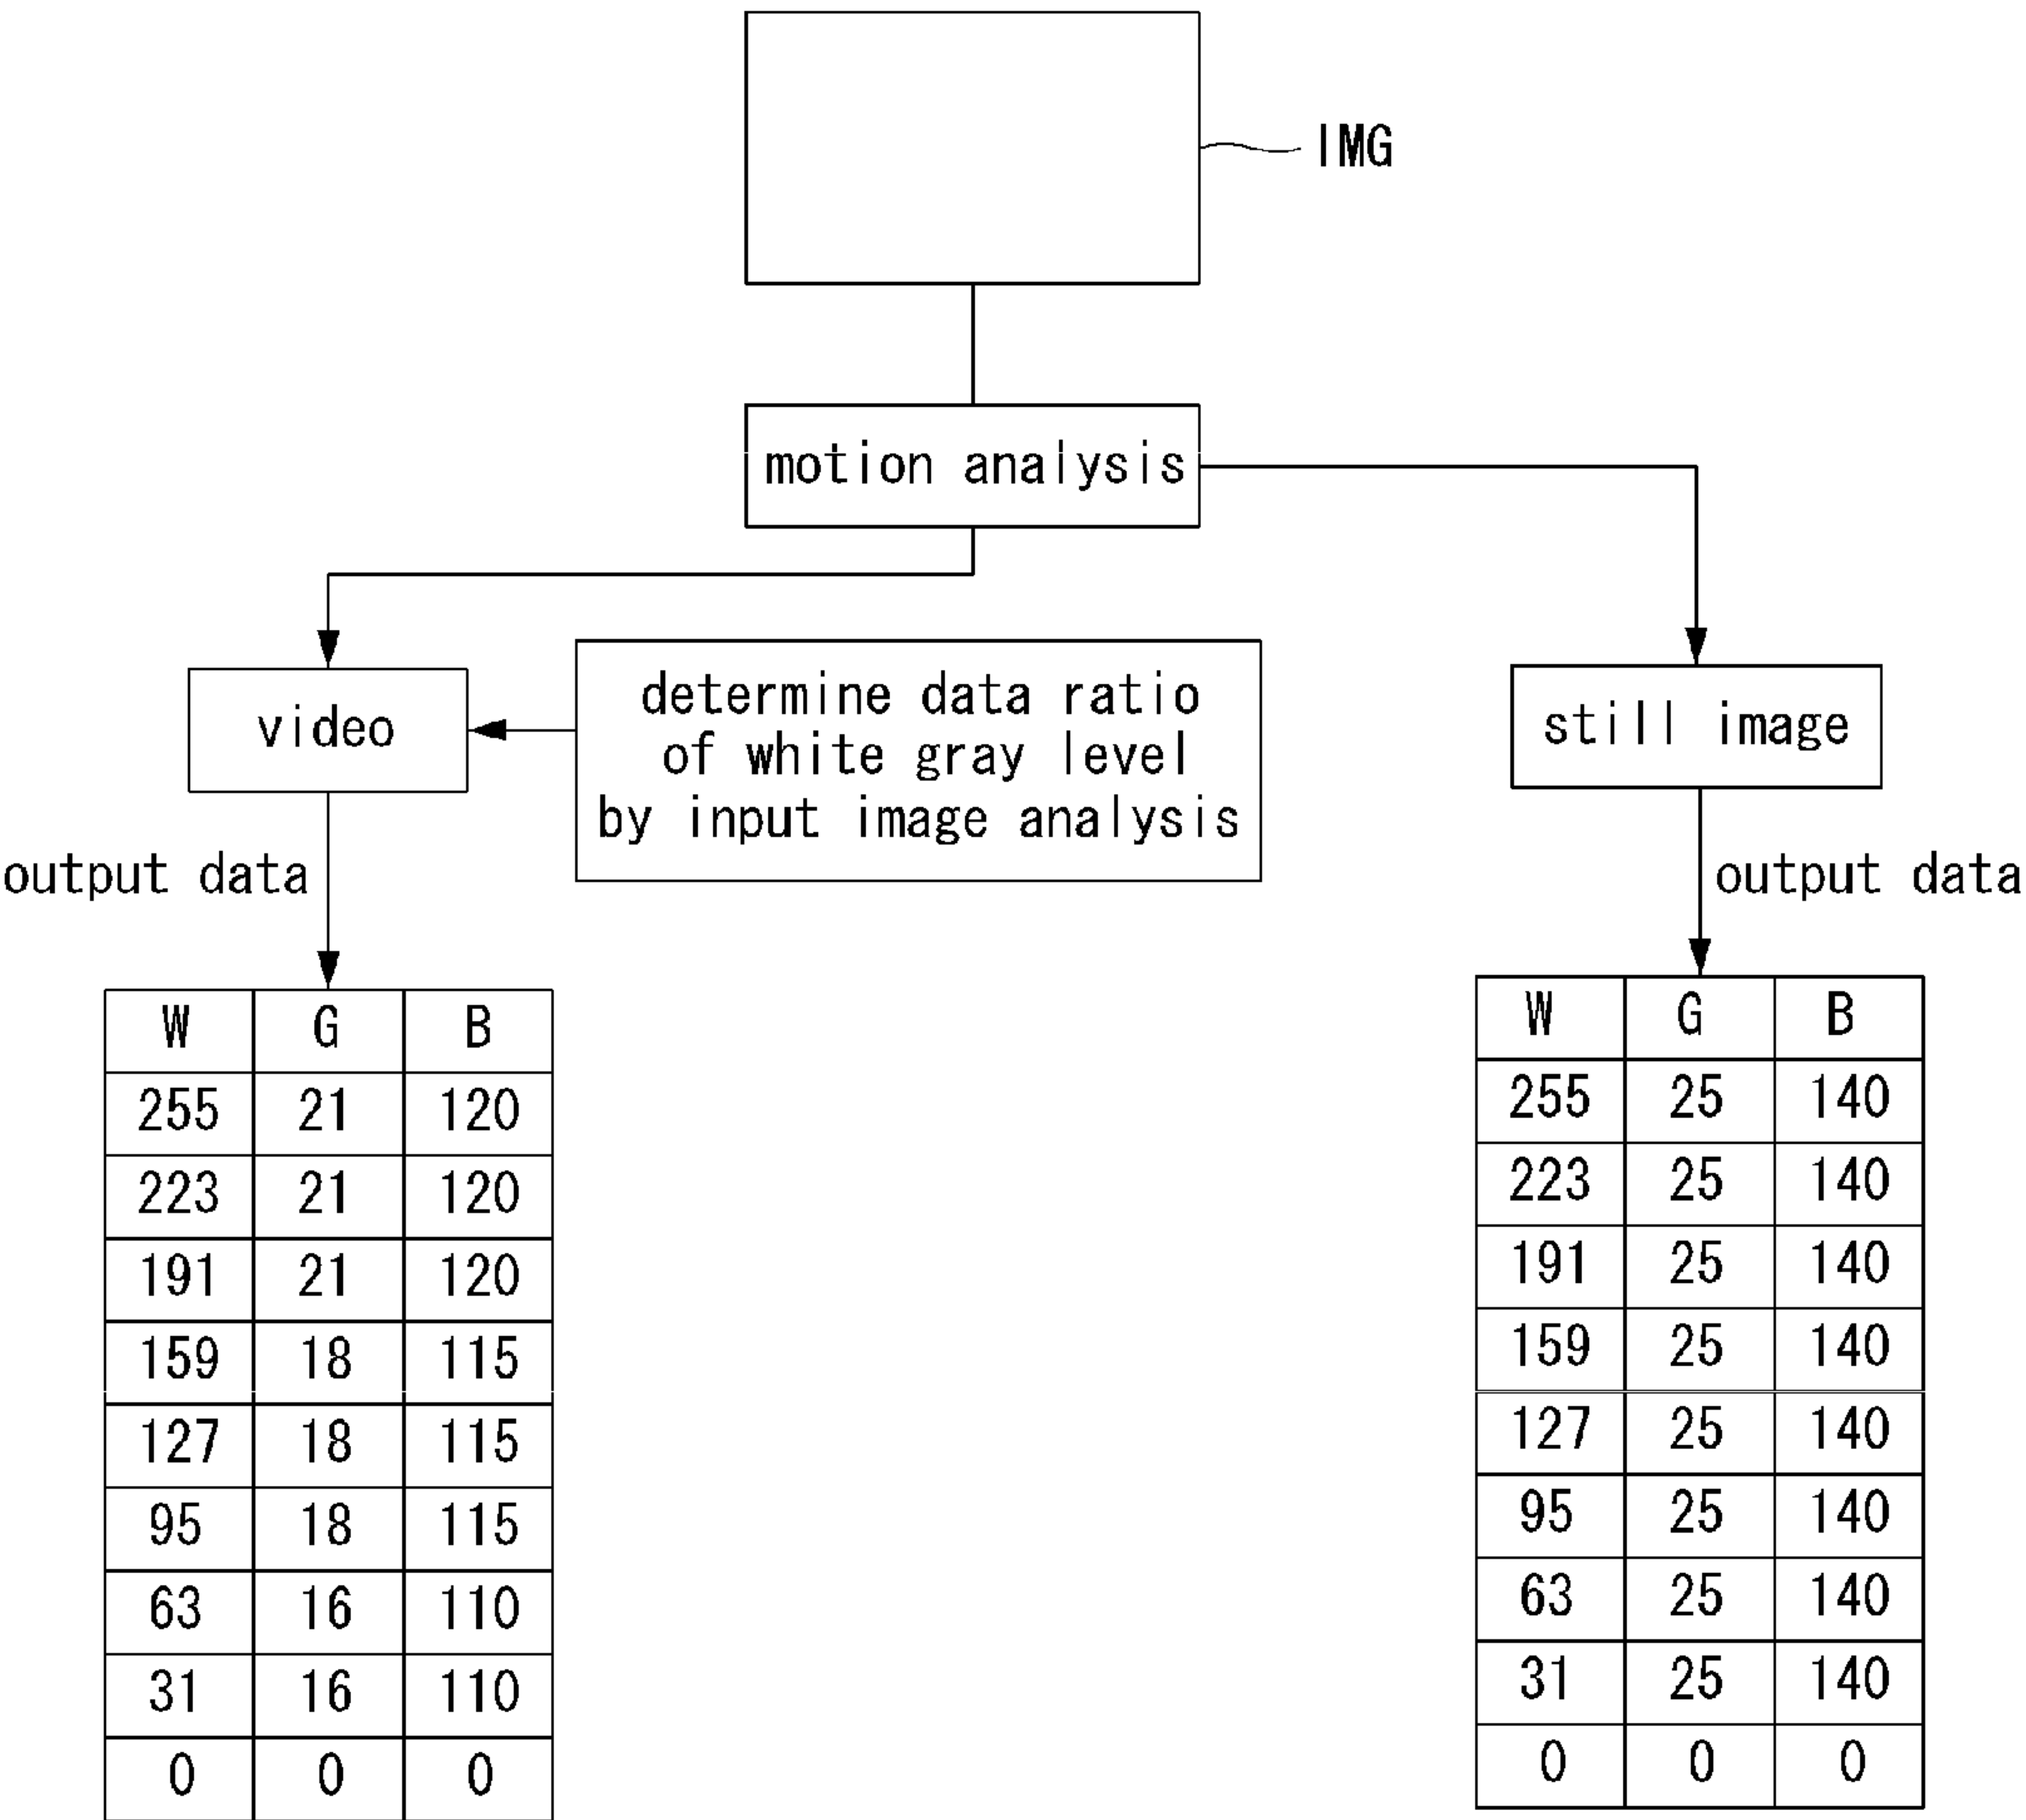 IMG
motion analysis
video
determine data ratio
of white gray level
by input image analysis
still image
output data
output data
W G B
255 21 120
223 21 120
191 21 120
159 18 115
127 18 115
95 18 115
63 16 110
31 16 110
0 0 0
W G B
255 25 140
223 25 140
191 25 140
159 25 140
127 25 140
95 25 140
63 25 140
31 25 140
0 0 0